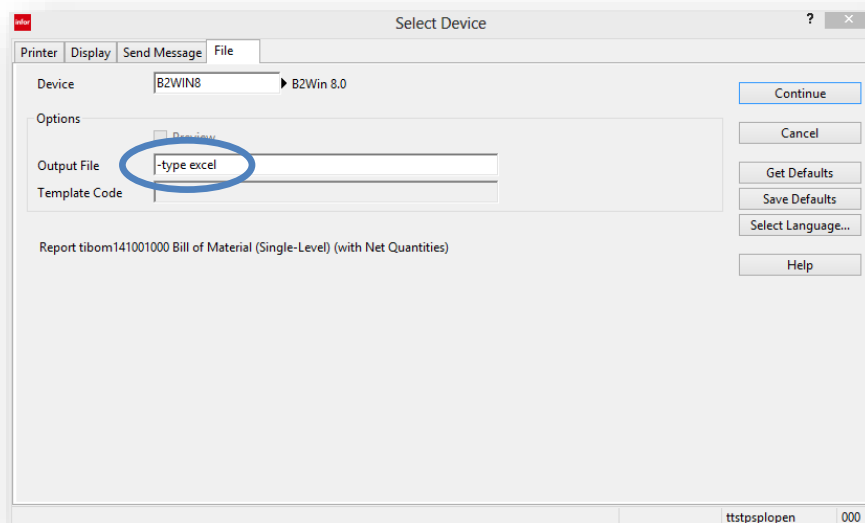 infor
Select Device
?
×
Printer
Display
Send Message
File
Device
B2WIN8
B2Win 8.0
Continue
Options
Preview
Cancel
Output File
-type excel
Get Defaults
Template Code
Save Defaults
Select Language...
Report tibom141001000 Bill of Material (Single-Level) (with Net Quantities)
Help
ttstpsplopen
000